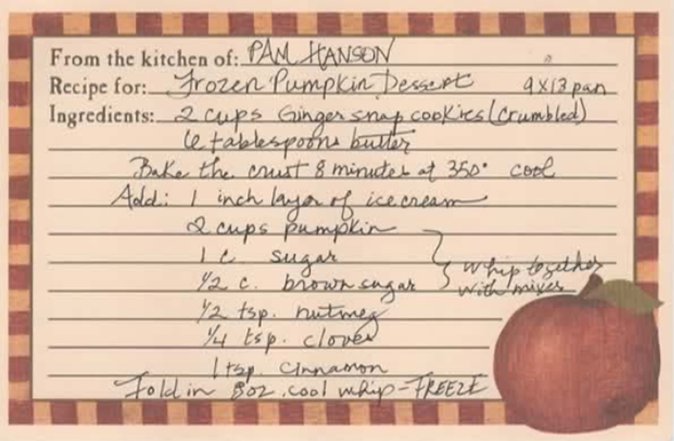 From the kitchen of: PAM HANSON
Recipe for: Frozen Pumpkin Dessert 9x13 pan
Ingredients: 2 cups Ginger snap cookies (crumbled)
6 tablespoons butter
Bake the crust 8 minutes at 350° cool
Add: 1 inch layer of ice cream
2 cups pumpkin
1 c. sugar
1/2 c. brown sugar
whip together
with mixer
1/2 tsp. nutmeg
1/4 tsp. cloves
1 tsp. cinnamon
Fold in 8oz. cool whip - FREEZE